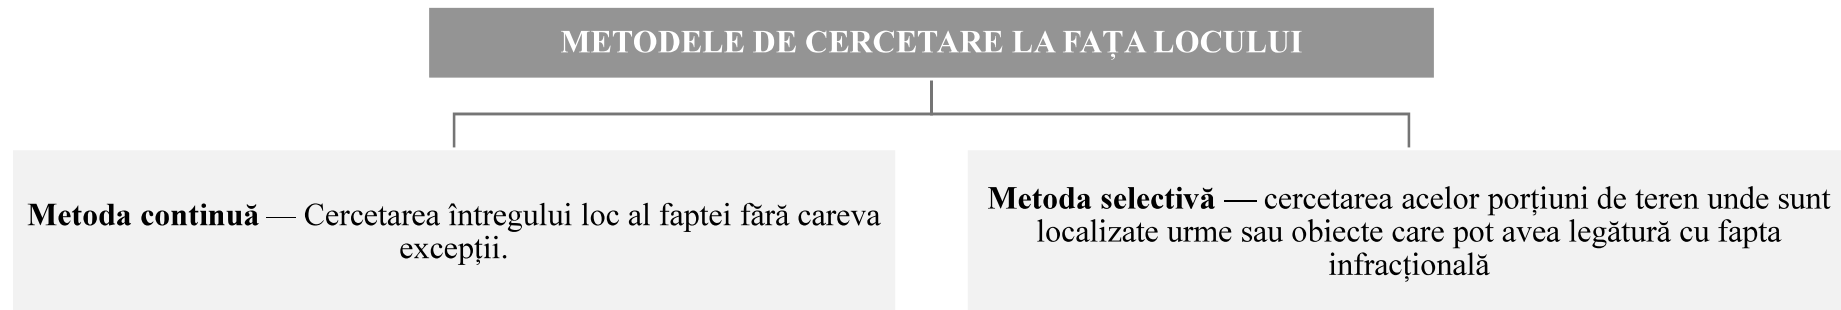 METODELE DE CERCETARE LA FAȚA LOCULUI
Metoda continuă — Cercetarea întregului loc al faptei fără careva
excepții.
Metoda selectivă — cercetarea acelor porțiuni de teren unde sunt
localizate urme sau obiecte care pot avea legătură cu fapta
infracțională